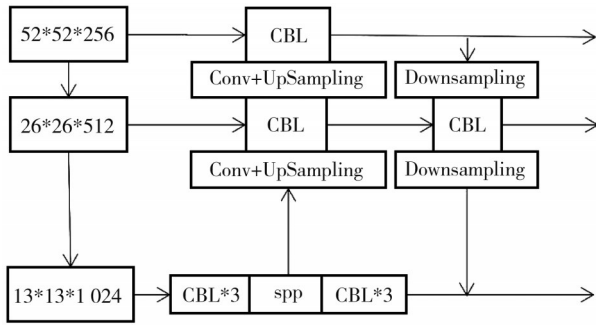 52*52*256
CBL
Conv+UpSampling
Downsampling
26*26*512
CBL
CBL
Conv+UpSampling
Downsampling
13*13*1 024
CBL*3
spp
CBL*3